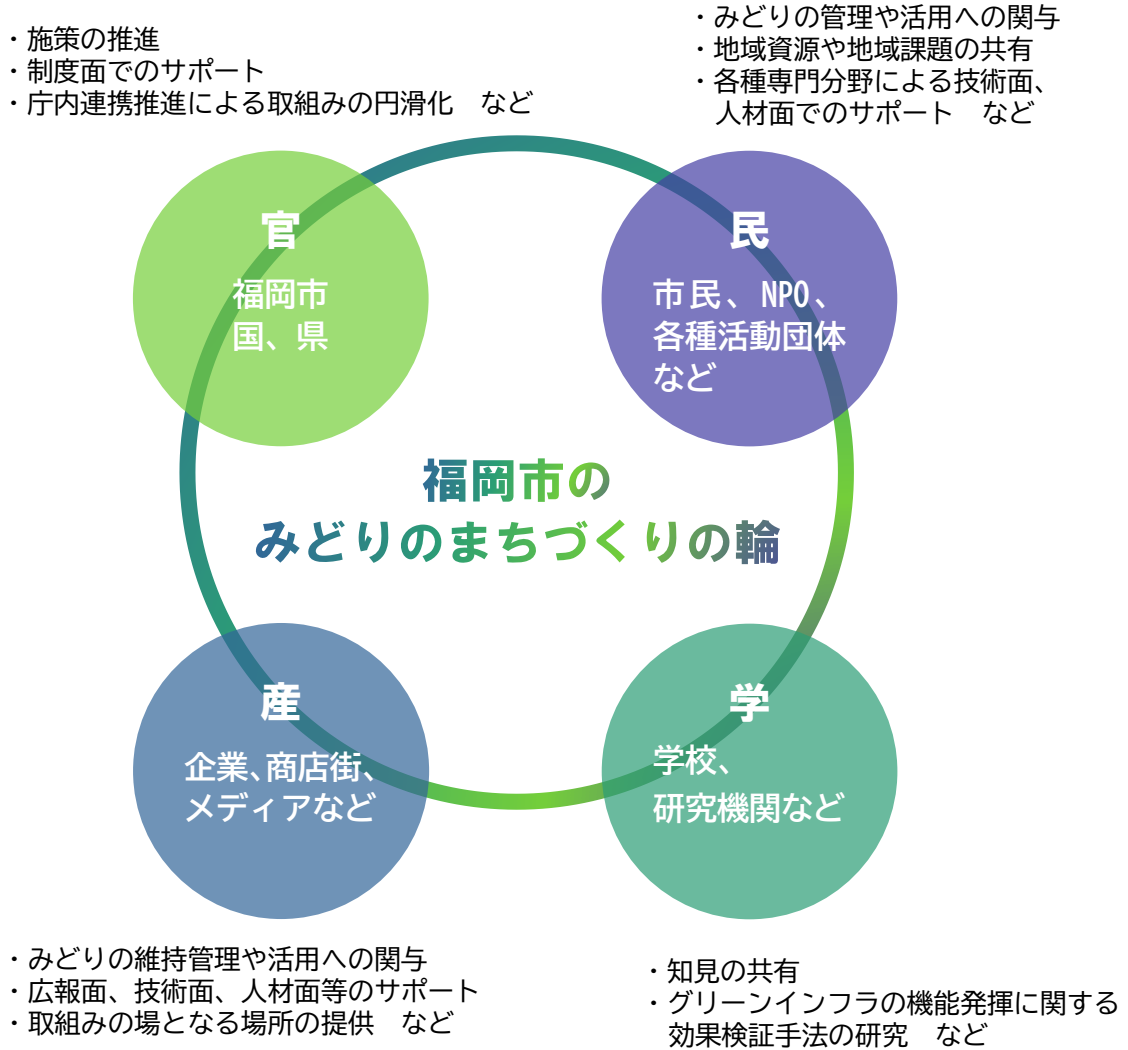 ・施策の推進
・制度面でのサポート
・庁内連携推進による取組みの円滑化　など
・みどりの管理や活用への関与
・地域資源や地域課題の共有
・各種専門分野による技術面、
人材面でのサポート　など
官
福岡市
国、県
民
市民、NPO、
各種活動団体
など
福岡市の
みどりのまちづくりの輪
産
企業、商店街、
メディアなど
学
学校、
研究機関など
・みどりの維持管理や活用への関与
・広報面、技術面、人材面等のサポート
・取組みの場となる場所の提供　など
・知見の共有
・グリーンインフラの機能発揮に関する
効果検証手法の研究　など